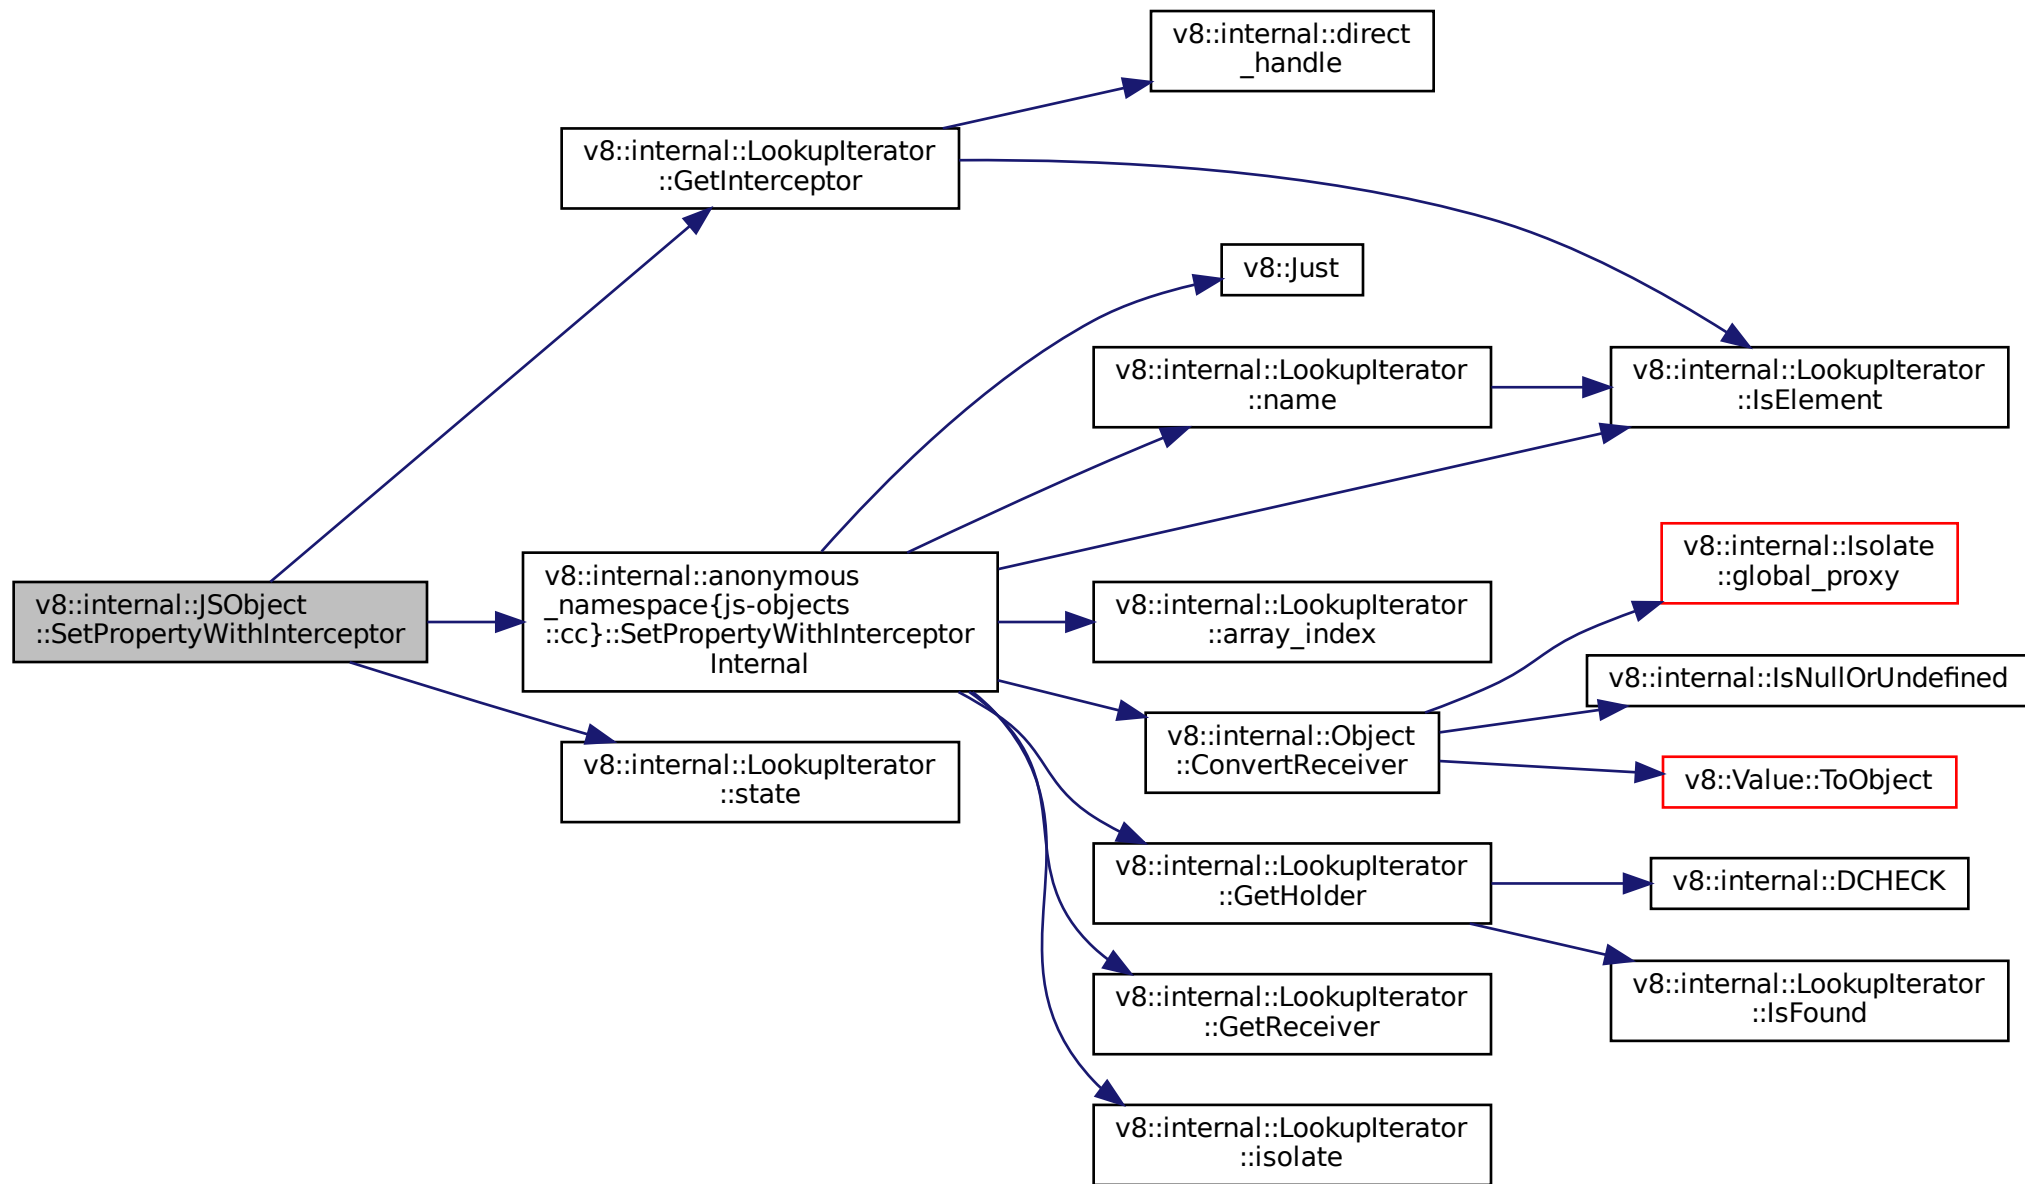 v8::internal::JSObject
::SetPropertyWithInterceptor
v8::internal::LookupIterator
::GetInterceptor
v8::internal::direct
_handle
v8::internal::LookupIterator
::IsElement
v8::internal::anonymous
_namespace{js-objects
::cc}::SetPropertyWithInterceptor
Internal
v8::Just
v8::internal::LookupIterator
::name
v8::internal::LookupIterator
::array_index
v8::internal::Object
::ConvertReceiver
v8::internal::Isolate
::global_proxy
v8::internal::IsNullOrUndefined
v8::Value::ToObject
v8::internal::LookupIterator
::GetHolder
v8::internal::DCHECK
v8::internal::LookupIterator
::IsFound
v8::internal::LookupIterator
::GetReceiver
v8::internal::LookupIterator
::isolate
v8::internal::LookupIterator
::state